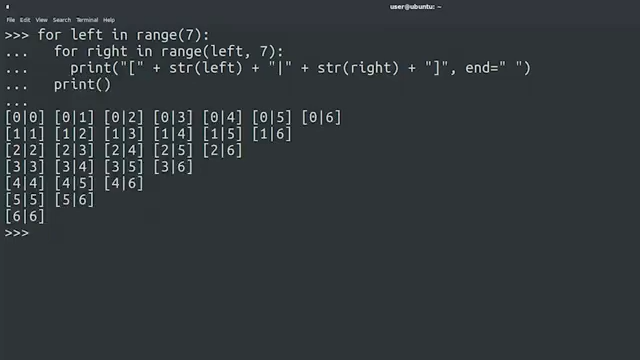 user@ubuntu: ~
File Edit View Search Terminal Help
>>> for left in range(7):
...   for right in range(left, 7):
...     print("[" + str(left) + "|" + str(right) + "]", end=" ")
...   print()
...
[0|0] [0|1] [0|2] [0|3] [0|4] [0|5] [0|6]
[1|1] [1|2] [1|3] [1|4] [1|5] [1|6]
[2|2] [2|3] [2|4] [2|5] [2|6]
[3|3] [3|4] [3|5] [3|6]
[4|4] [4|5] [4|6]
[5|5] [5|6]
[6|6]
>>>